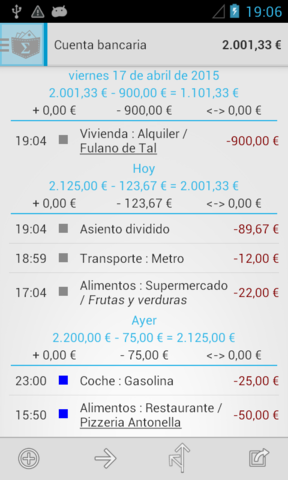 19:06
Cuenta bancaria 2.001,33 €
viernes 17 de abril de 2015
2.001,33 € - 900,00 € = 1.101,33 €
+ 0,00 € - 900,00 € <-> 0,00 €
19:04 Vivienda : Alquiler / -900,00 €
Fulano de Tal
Hoy
2.125,00 € - 123,67 € = 2.001,33 €
+ 0,00 € - 123,67 € <-> 0,00 €
19:04 Asiento dividido -89,67 €
18:59 Transporte : Metro -12,00 €
17:04 Alimentos : Supermercado -22,00 €
/ Frutas y verduras
Ayer
2.200,00 € - 75,00 € = 2.125,00 €
+ 0,00 € - 75,00 € <-> 0,00 €
23:00 Coche : Gasolina -25,00 €
15:50 Alimentos : Restaurante / -50,00 €
Pizzeria Antonella